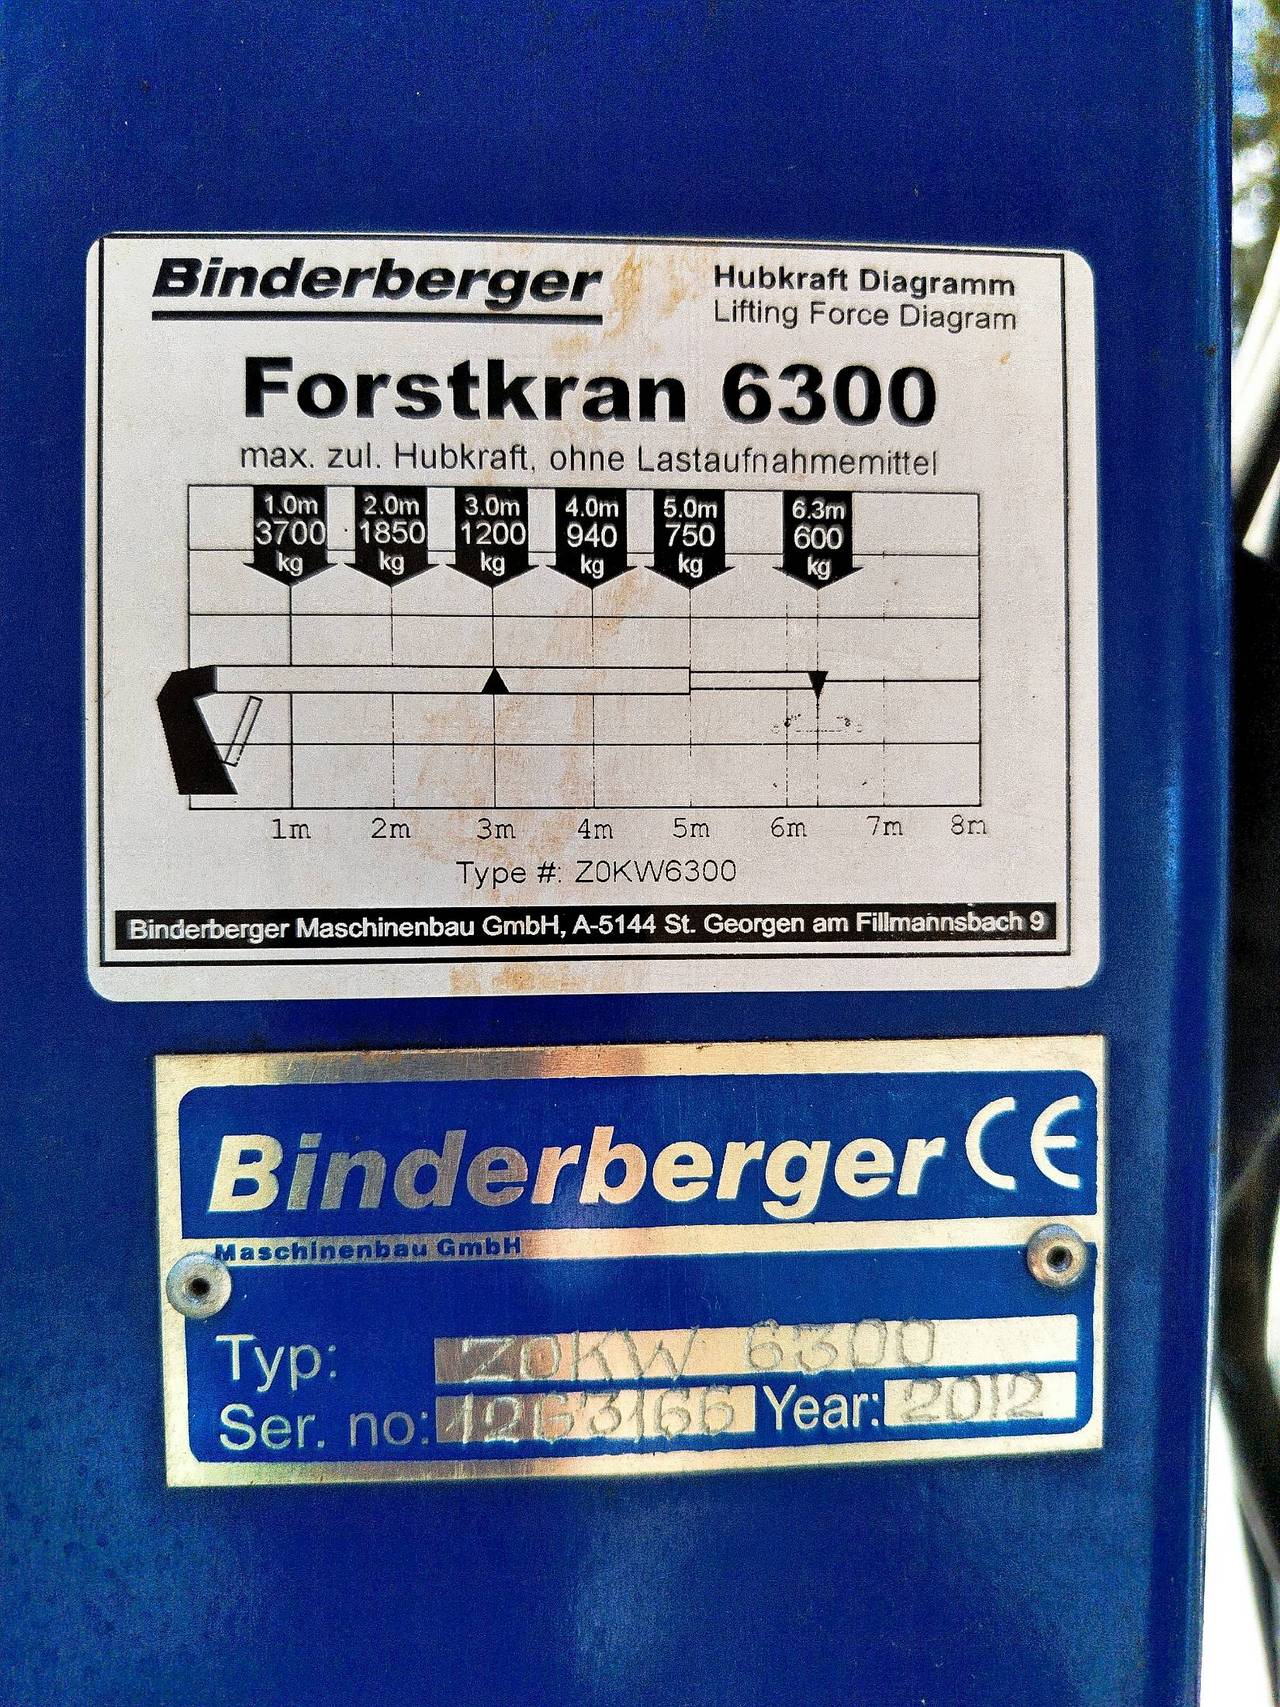 Binderberger
Hubkraft Diagramm
Lifting Force Diagram
Forstkran 6300
max. zul. Hubkraft, ohne Lastaufnahmemittel
1.0m 2.0m 3.0m 4.0m 5.0m 6.3m
3700 1850 1200 940 750 600
kg kg kg kg kg kg
1m 2m 3m 4m 5m 6m 7m 8m
Type #: Z0KW6300
Binderberger Maschinenbau GmbH, A-5144 St. Georgen am Fillmannsbach 9
Binderberger CE
Maschinenbau GmbH
Typ: Z0KW 6300
Ser. no: 12G3166 Year: 2012